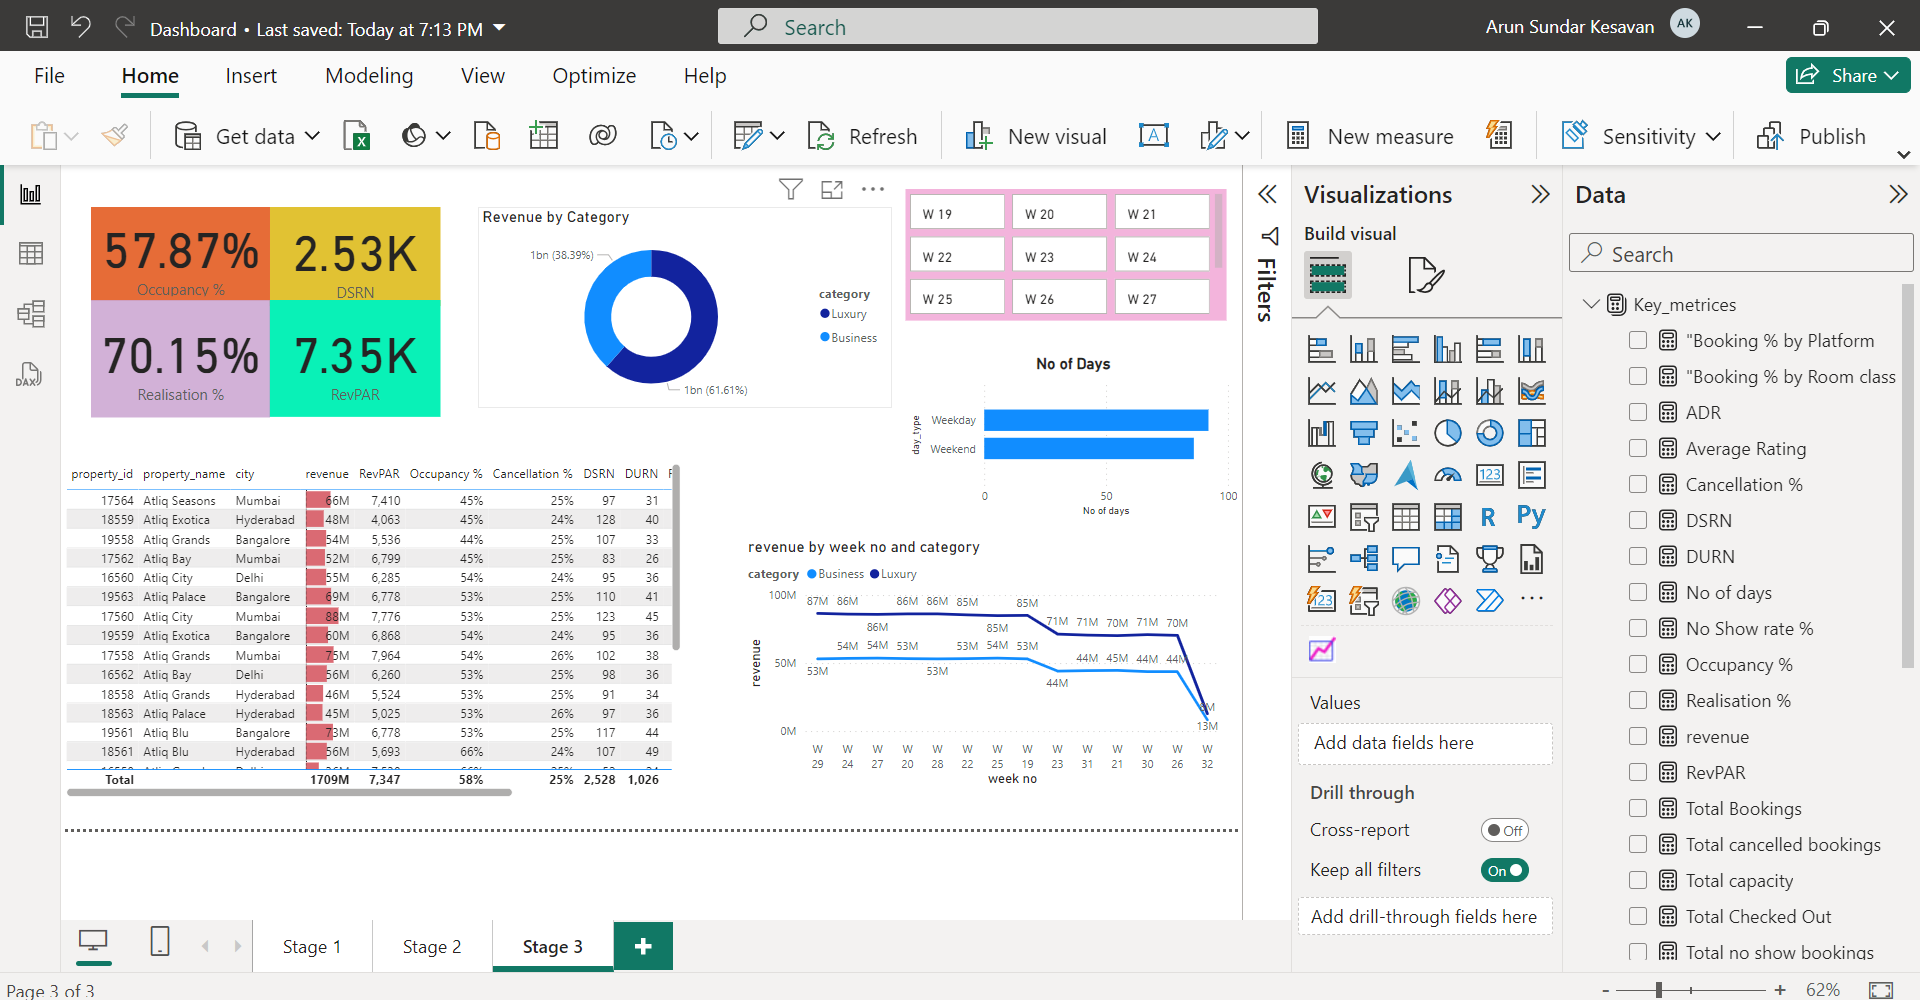 Dashboard • Last saved: Today at 7:13 PM
Search
Arun Sundar Kesavan
AK
File
Home
Insert
Modeling
View
Optimize
Help
Share
Get data
Refresh
New visual
New measure
Sensitivity
Publish
57.87%
Occupancy %
2.53K
DSRN
70.15%
Realisation %
7.35K
RevPAR
Revenue by Category
1bn (38.39%)
1bn (61.61%)
category
Luxury
Business
W 19 W 20 W 21
W 22 W 23 W 24
W 25 W 26 W 27
No of Days
day_type
Weekday
Weekend
0 50 100
No of days
property_id property_name city revenue RevPAR Occupancy % Cancellation % DSRN DURN
17564 Atliq Seasons Mumbai 66M 7,410 45% 25% 97 31
18559 Atliq Exotica Hyderabad 48M 4,063 45% 24% 128 40
19558 Atliq Grands Bangalore 54M 5,536 44% 25% 107 33
17562 Atliq Bay Mumbai 52M 6,799 45% 25% 83 26
16560 Atliq City Delhi 55M 6,285 54% 24% 95 36
19563 Atliq Palace Bangalore 69M 6,778 53% 25% 110 41
17560 Atliq City Mumbai 88M 7,776 53% 25% 123 45
19559 Atliq Exotica Bangalore 60M 6,868 54% 24% 95 36
17558 Atliq Grands Mumbai 75M 7,964 54% 26% 102 38
16562 Atliq Bay Delhi 56M 6,260 53% 25% 98 36
18558 Atliq Grands Hyderabad 46M 5,524 53% 25% 91 34
18563 Atliq Palace Hyderabad 45M 5,025 53% 26% 97 36
19561 Atliq Blu Bangalore 73M 6,778 53% 25% 117 44
18561 Atliq Blu Hyderabad 56M 5,693 66% 24% 107 49
Total 1709M 7,347 58% 25% 2,528 1,026
revenue by week no and category
category Business Luxury
revenue
100M
50M
0M
87M 86M 86M 86M 86M 85M 85M 85M 71M 71M 70M 71M 70M
53M 54M 54M 53M 53M 53M 54M 53M 44M 44M 45M 44M 44M
13M
W 29 W 24 W 27 W 20 W 28 W 22 W 25 W 19 W 23 W 31 W 21 W 30 W 26 W 32
week no
Filters
Visualizations
Build visual
123
R
Py
123
Values
Add data fields here
Drill through
Cross-report
Off
Keep all filters
On
Add drill-through fields here
Data
Search
Key_metrices
"Booking % by Platform
"Booking % by Room class
ADR
Average Rating
Cancellation %
DSRN
DURN
No of days
No Show rate %
Occupancy %
Realisation %
revenue
RevPAR
Total Bookings
Total cancelled bookings
Total capacity
Total Checked Out
Total no show bookings
DAX
Stage 1
Stage 2
Stage 3
+
Page 3 of 3
- + 62%